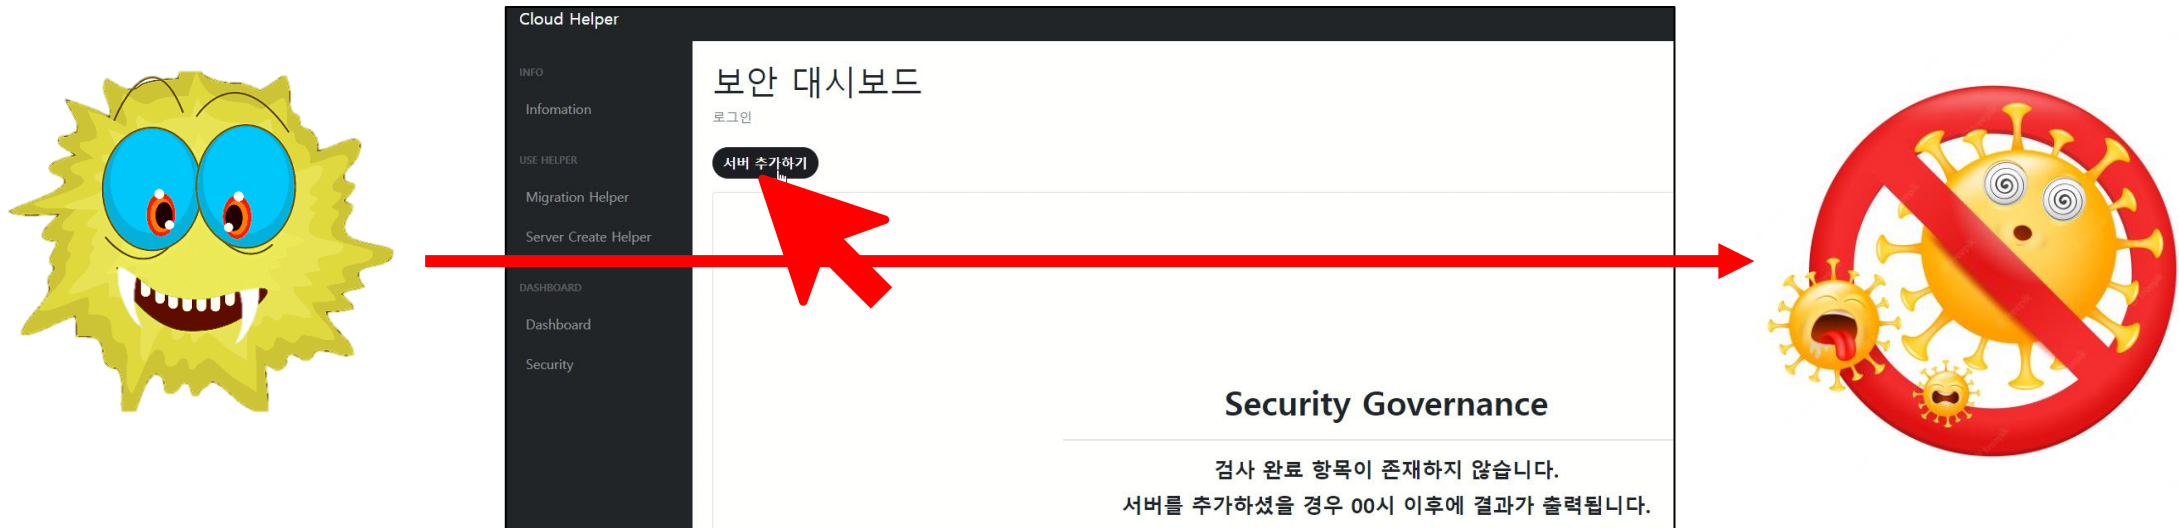 Cloud Helper
INFO
Infomation
USE HELPER
Migration Helper
Server Create Helper
DASHBOARD
Dashboard
Security
보안 대시보드
로그인
서버 추가하기
Security Governance
검사 완료 항목이 존재하지 않습니다.
서버를 추가하셨을 경우 00시 이후에 결과가 출력됩니다.